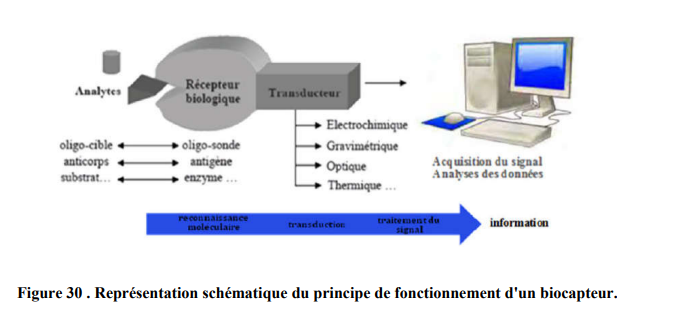 Analytes
Récepteur
biologique
Transducteur
oligo-cible
oligo-sonde
anticorps
antigène
substrat...
enzyme ...
Electrochimique
Gravimétrique
Optique
Thermique ...
Acquisition du signal
Analyses des données
reconnaissance
moléculaire
transduction
traitement du
signal
information
Figure 30 . Représentation schématique du principe de fonctionnement d'un biocapteur.